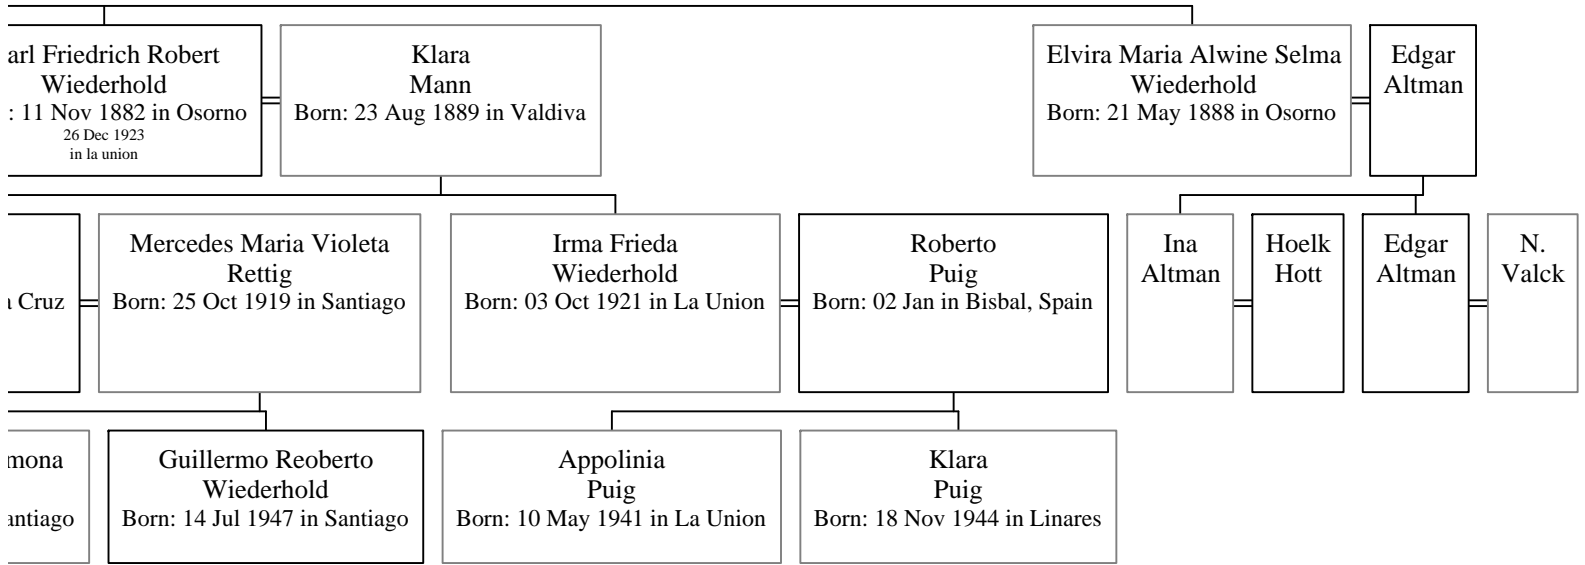 arl Friedrich Robert
Wiederhold
: 11 Nov 1882 in Osorno
26 Dec 1923
in la union
Klara
Mann
Born: 23 Aug 1889 in Valdiva
Elvira Maria Alwine Selma
Wiederhold
Born: 21 May 1888 in Osorno
Edgar
Altman
a Cruz
Mercedes Maria Violeta
Rettig
Born: 25 Oct 1919 in Santiago
Irma Frieda
Wiederhold
Born: 03 Oct 1921 in La Union
Roberto
Puig
Born: 02 Jan in Bisbal, Spain
Ina
Altman
Hoelk
Hott
Edgar
Altman
N.
Valck
mona
antiago
Guillermo Reoberto
Wiederhold
Born: 14 Jul 1947 in Santiago
Appolinia
Puig
Born: 10 May 1941 in La Union
Klara
Puig
Born: 18 Nov 1944 in Linares